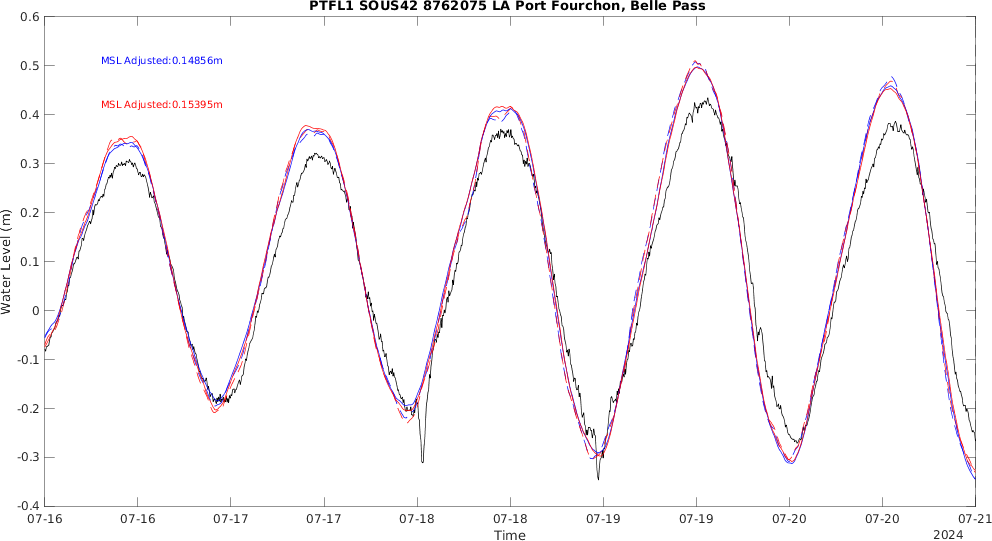 PTFL1 SOUS42 8762075 LA Port Fourchon, Belle Pass
0.6
0.5
MSL Adjusted:0.14856m
0.4
MSL Adjusted:0.15395m
0.3
0.2
0.1
0
-0.1
-0.2
-0.3
-0.4
Water Level (m)
07-16 07-16 07-17 07-17 07-18 07-18 07-19 07-19 07-20 07-20 07-21
Time
2024